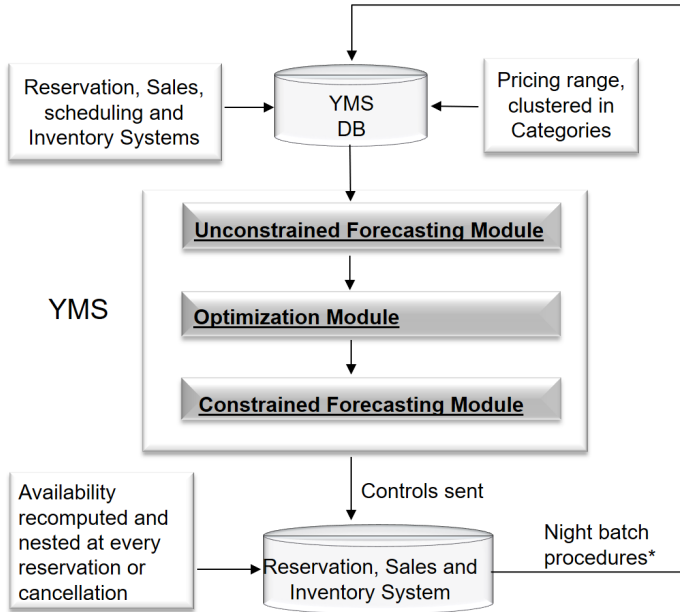 Reservation, Sales,
scheduling and
Inventory Systems
YMS
DB
Pricing range,
clustered in
Categories
YMS
Unconstrained Forecasting Module
Optimization Module
Constrained Forecasting Module
Controls sent
Availability
recomputed and
nested at every
reservation or
cancellation
Reservation, Sales and
Inventory System
Night batch
procedures*